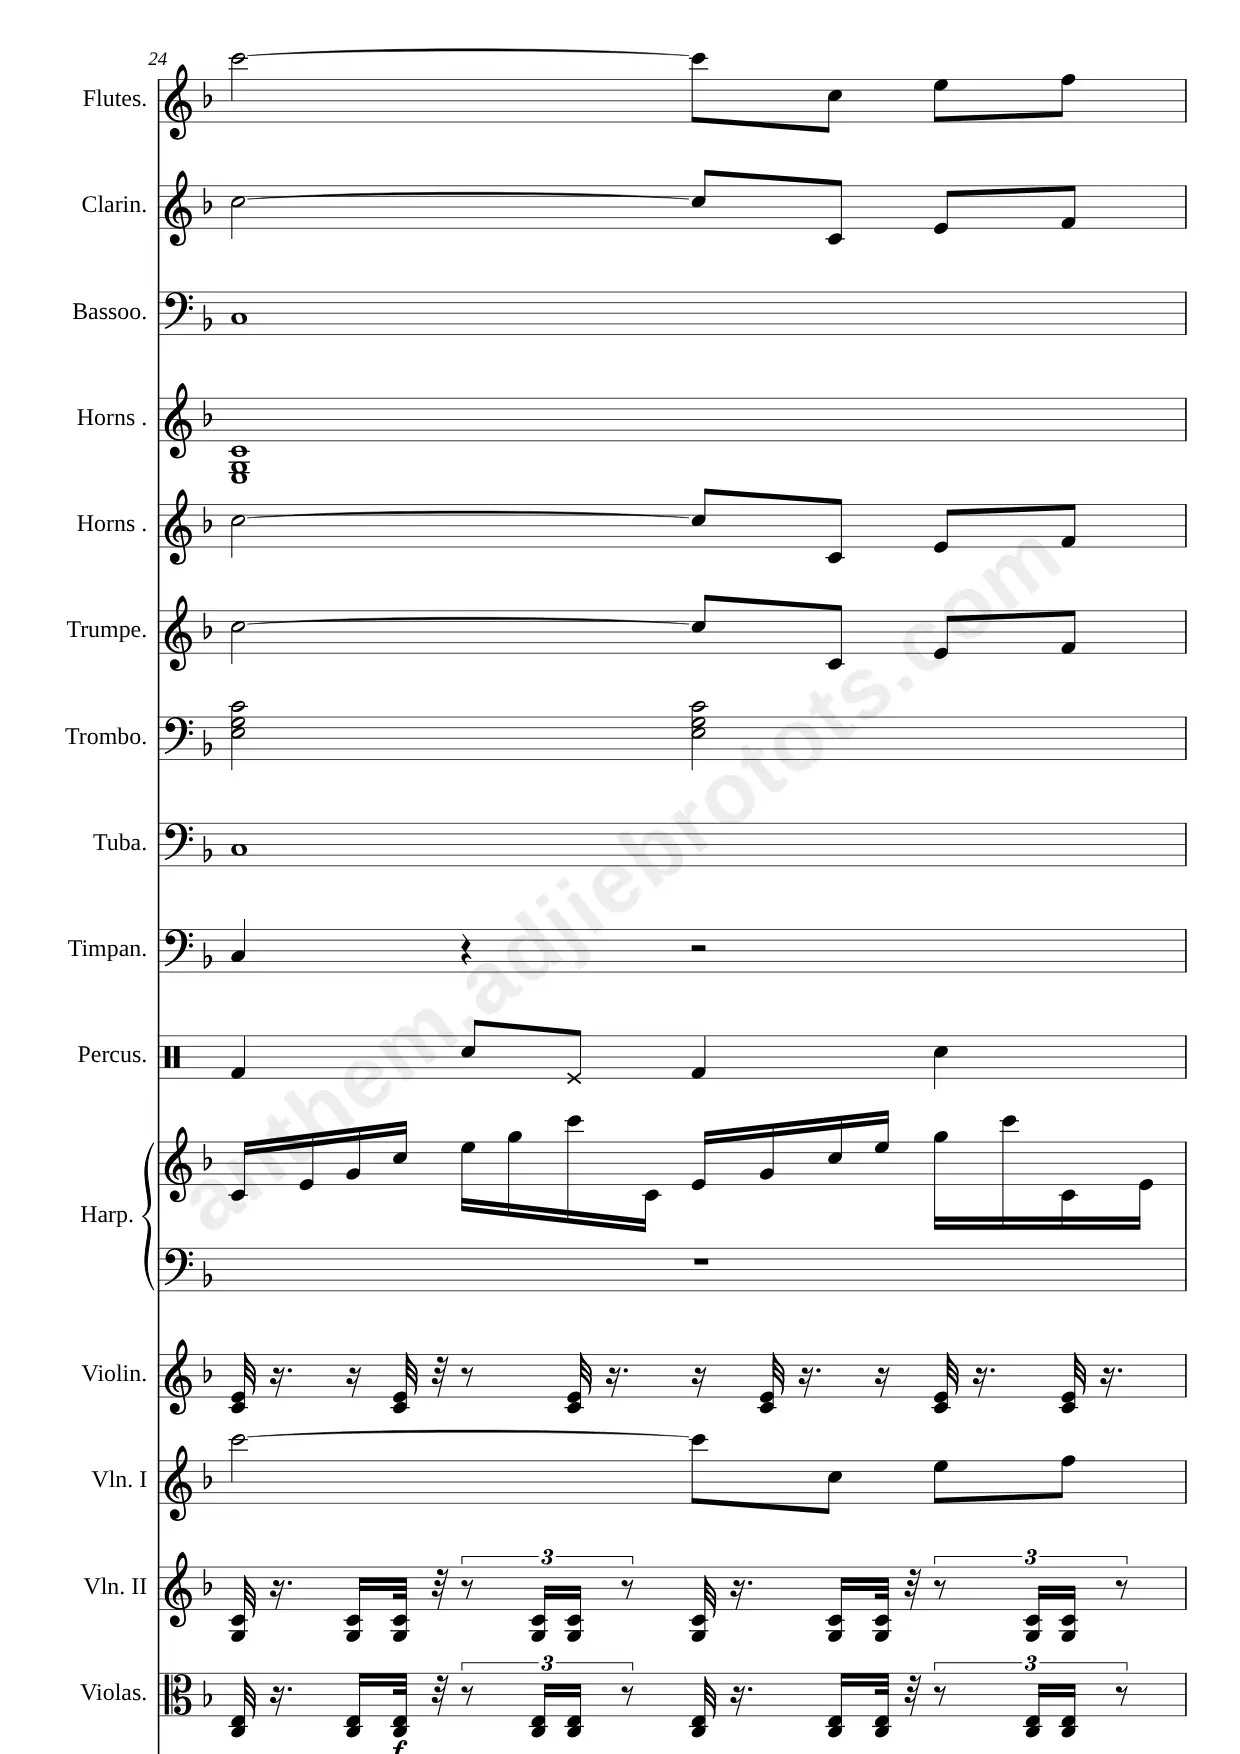 24
Flutes.
Clarin.
Bassoo.
Horns .
Horns .
Trumpe.
Trombo.
Tuba.
Timpan.
Percus.
Harp.
Violin.
Vln. I
3 3
Vln. II
3 3
Violas.
f
anthem.adjiebrotots.com